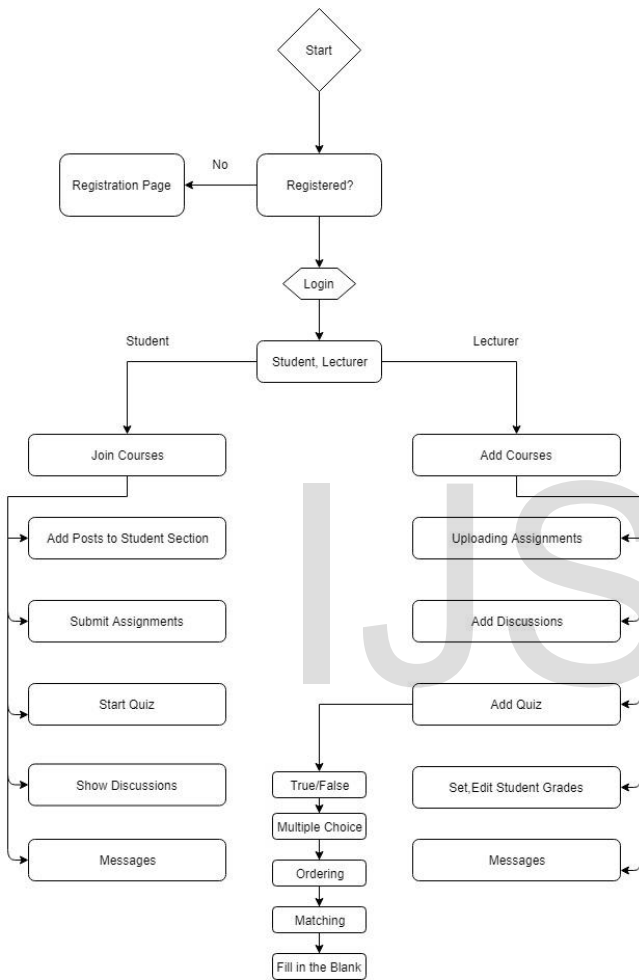 Start
No
Registration Page
Registered?
Login
Student
Lecturer
Student, Lecturer
Join Courses
Add Courses
Add Posts to Student Section
Uploading Assignments
Submit Assignments
Add Discussions
Start Quiz
Add Quiz
Show Discussions
True/False
Set,Edit Student Grades
Multiple Choice
Messages
Messages
Ordering
Matching
Fill in the Blank
IJS